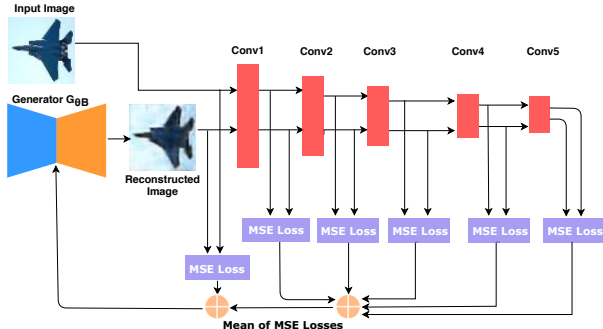 Input Image
Conv1
Conv2
Conv3
Conv4
Conv5
Generator GθB
Reconstructed
Image
MSE Loss
MSE Loss
MSE Loss
MSE Loss
MSE Loss
MSE Loss
Mean of MSE Losses